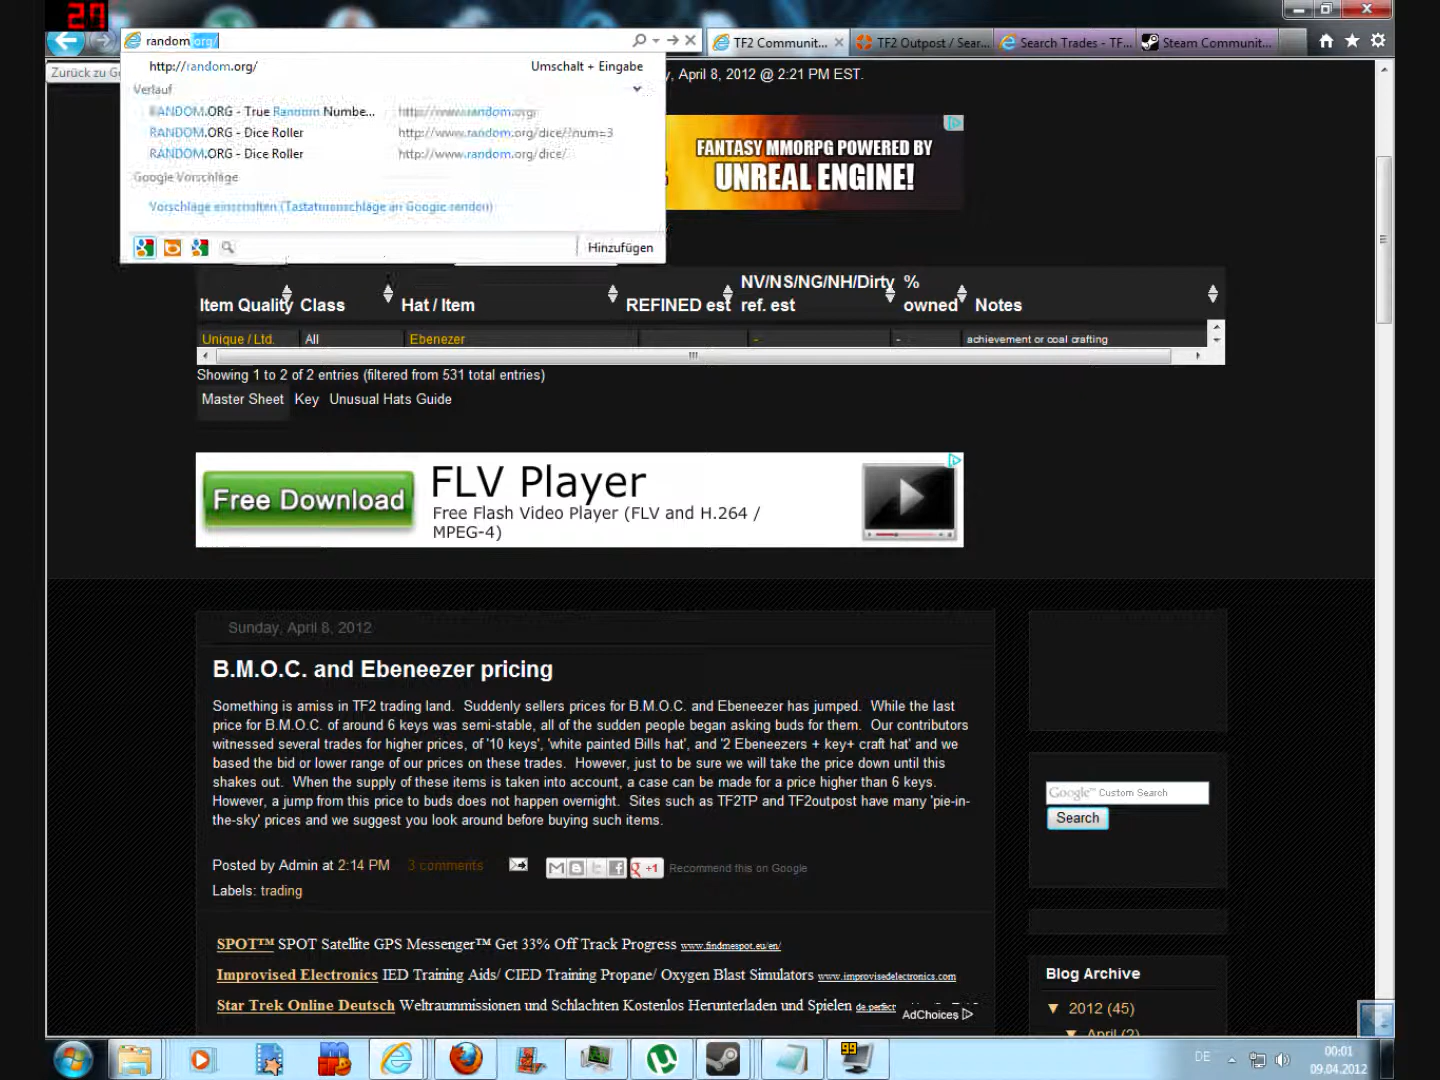 27
random.org/
TF2 Communit...
TF2 Outpost / Sear...
Search Trades - TF...
Steam Communit...
http://random.org/ Umschalt + Eingabe
Zurück zu G
, April 8, 2012 @ 2:21 PM EST.
Verlauf
RANDOM.ORG - True Random Numbe... http://www.random.org/
RANDOM.ORG - Dice Roller http://www.random.org/dice/?num=3
RANDOM.ORG - Dice Roller http://www.random.org/dice/
Google Vorschläge
Vorschläge einschalten (Tastaturanschläge an Google senden)
Hinzufügen
FANTASY MMORPG POWERED BY
UNREAL ENGINE!
Item Quality Class Hat / Item REFINED est NV/NS/NG/NH/Dirty ref. est % owned Notes
Unique / Ltd. All Ebenezer - - achievement or coal crafting
Showing 1 to 2 of 2 entries (filtered from 531 total entries)
Master Sheet Key Unusual Hats Guide
Free Download
FLV Player
Free Flash Video Player (FLV and H.264 /
MPEG-4)
Sunday, April 8, 2012
B.M.O.C. and Ebeneezer pricing
Something is amiss in TF2 trading land. Suddenly sellers prices for B.M.O.C. and Ebeneezer has jumped. While the last
price for B.M.O.C. of around 6 keys was semi-stable, all of the sudden people began asking buds for them. Our contributors
witnessed several trades for higher prices, of '10 keys', 'white painted Bills hat', and '2 Ebeneezers + key+ craft hat' and we
based the bid or lower range of our prices on these trades. However, just to be sure we will take the price down until this
shakes out. When the supply of these items is taken into account, a case can be made for a price higher than 6 keys.
However, a jump from this price to buds does not happen overnight. Sites such as TF2TP and TF2outpost have many 'pie-in-
the-sky' prices and we suggest you look around before buying such items.
Posted by Admin at 2:14 PM 3 comments
+1 Recommend this on Google
Labels: trading
Google™ Custom Search
Search
SPOT™ SPOT Satellite GPS Messenger™ Get 33% Off Track Progress www.findmespot.eu/en/
Improvised Electronics IED Training Aids/ CIED Training Propane/ Oxygen Blast Simulators www.improvisedelectronics.com
Star Trek Online Deutsch Weltraummissionen und Schlachten Kostenlos Herunterladen und Spielen de.perfect
AdChoices
Blog Archive
▼ 2012 (45)
▼ April (2)
99
DE
00:01
09.04.2012